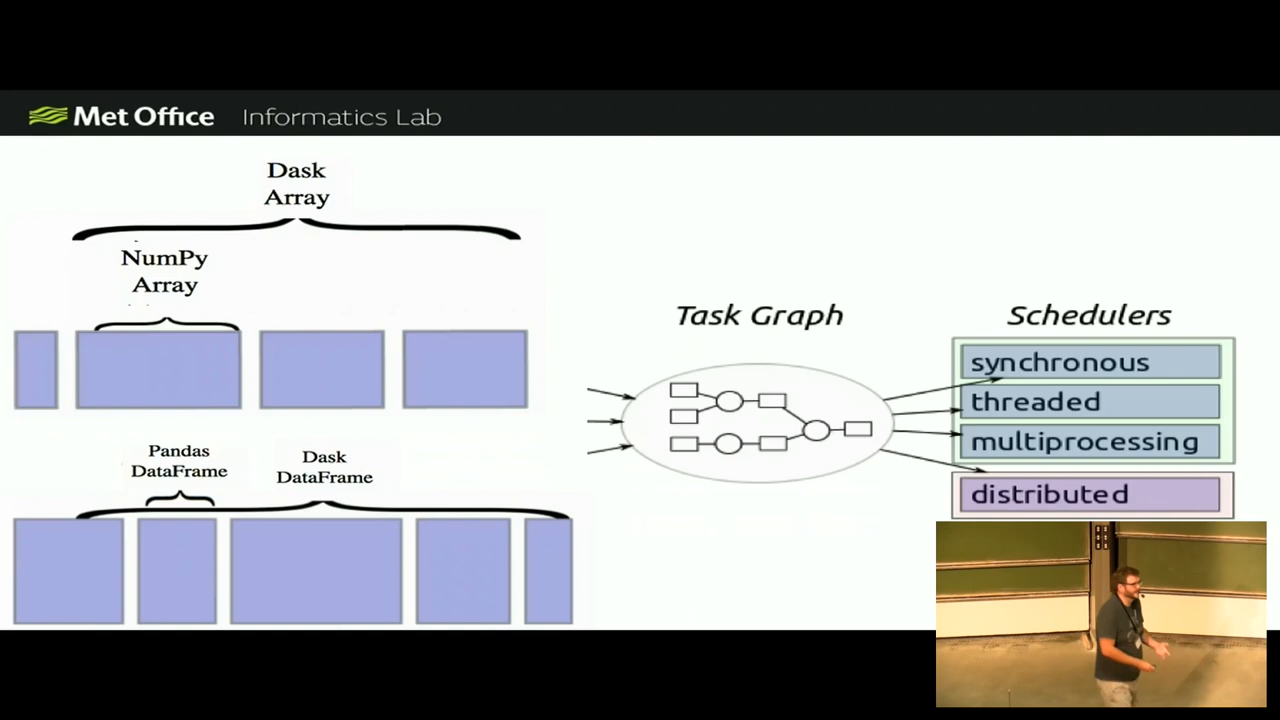 Met Office Informatics Lab
Dask
Array
NumPy
Array
Pandas
DataFrame
Dask
DataFrame
Task Graph
Schedulers
synchronous
threaded
multiprocessing
distributed